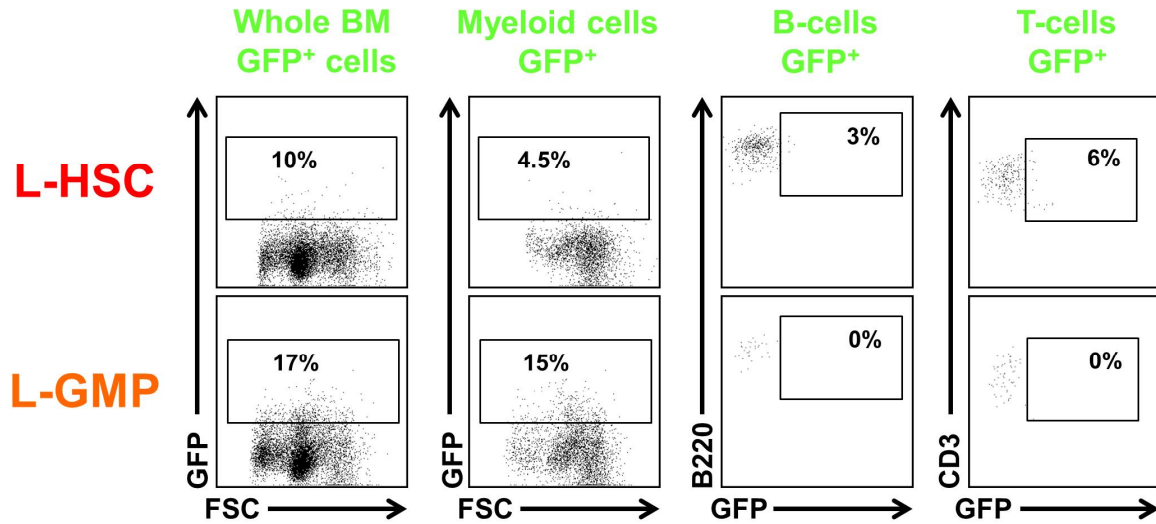 Whole BM
GFP⁺ cells
Myeloid cells
GFP⁺
B-cells
GFP⁺
T-cells
GFP⁺
L-HSC
10%
4.5%
3%
6%
L-GMP
17%
15%
0%
0%
GFP
GFP
B220
CD3
FSC
FSC
GFP
GFP